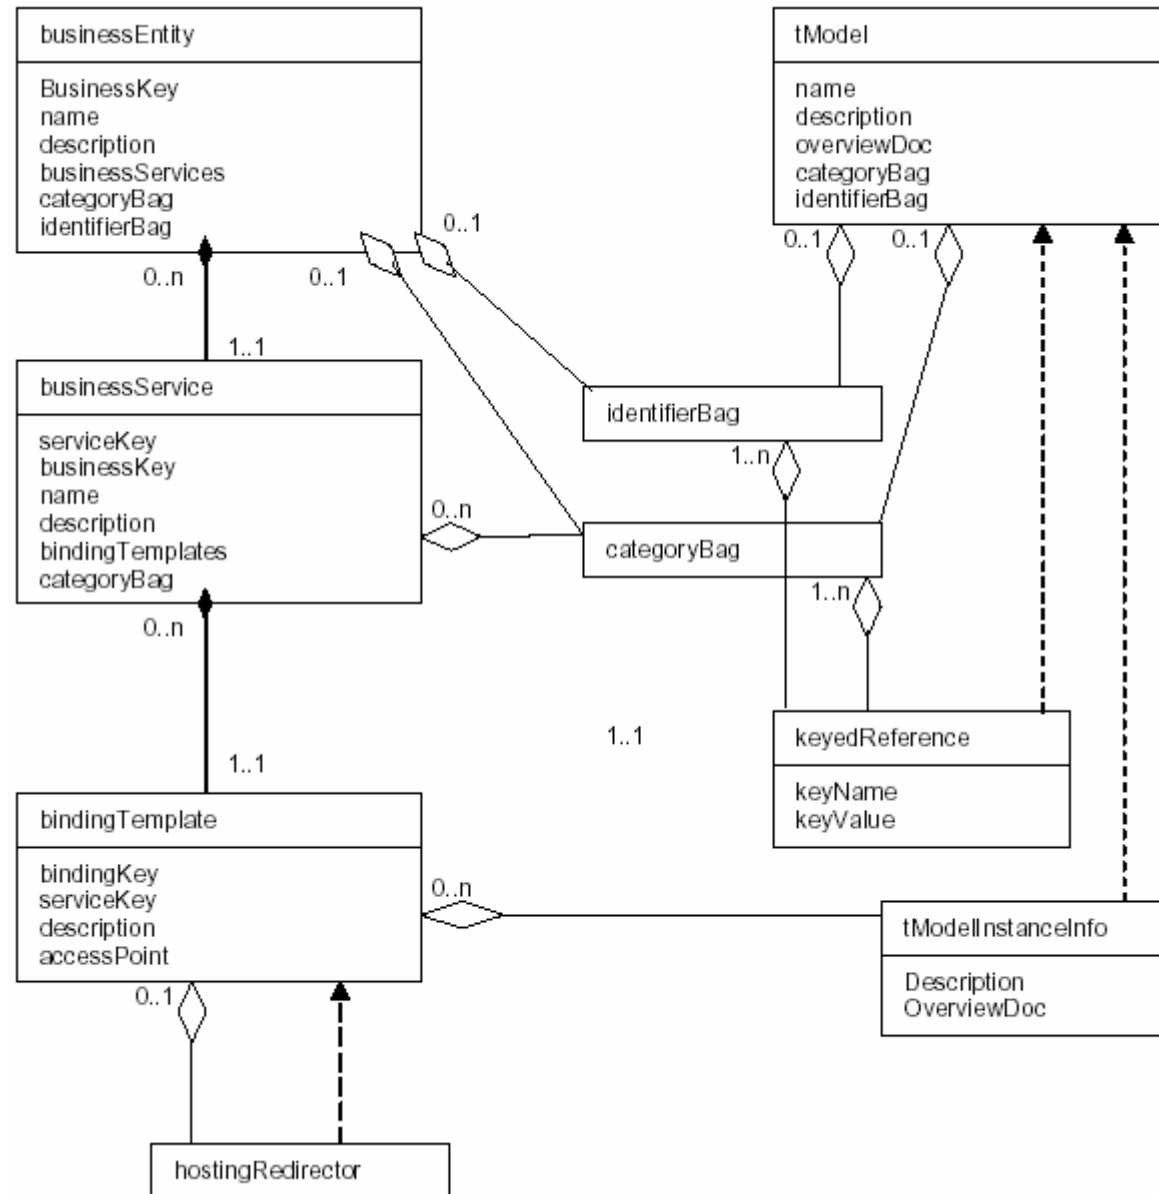 businessEntity
BusinessKey
name
description
businessServices
categoryBag
identifierBag
tModel
name
description
overviewDoc
categoryBag
identifierBag
0..1
0..1
0..1
0..n
0..1
1..1
businessService
serviceKey
businessKey
name
description
bindingTemplates
categoryBag
identifierBag
1..n
0..n
categoryBag
1..n
0..n
1..1
1..1
keyedReference
keyName
keyValue
bindingTemplate
bindingKey
serviceKey
description
accessPoint
0..n
tModelInstanceInfo
Description
OverviewDoc
0..1
hostingRedirector